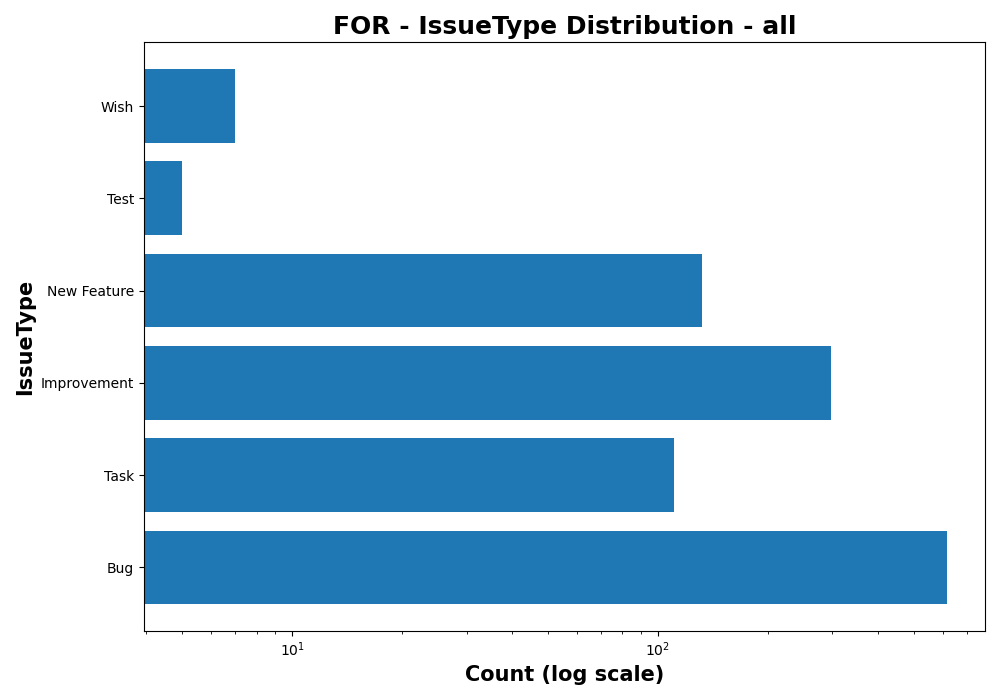 FOR - IssueType Distribution - all
IssueType
Wish
Test
New Feature
Improvement
Task
Bug
10¹ 10²
Count (log scale)